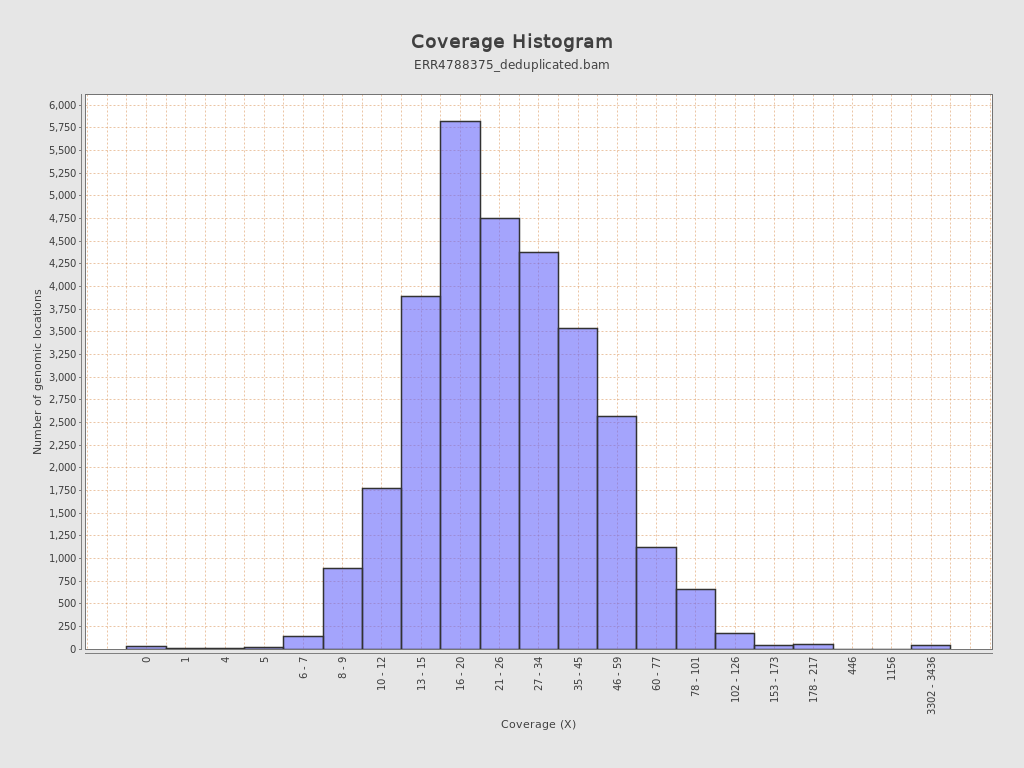 Coverage Histogram
ERR4788375_deduplicated.bam
Number of genomic locations
6,000
5,750
5,500
5,250
5,000
4,750
4,500
4,250
4,000
3,750
3,500
3,250
3,000
2,750
2,500
2,250
2,000
1,750
1,500
1,250
1,000
750
500
250
0
0
1
4
5
6 - 7
8 - 9
10 - 12
13 - 15
16 - 20
21 - 26
27 - 34
35 - 45
46 - 59
60 - 77
78 - 101
102 - 126
153 - 173
178 - 217
446
1156
3302 - 3436
Coverage (X)